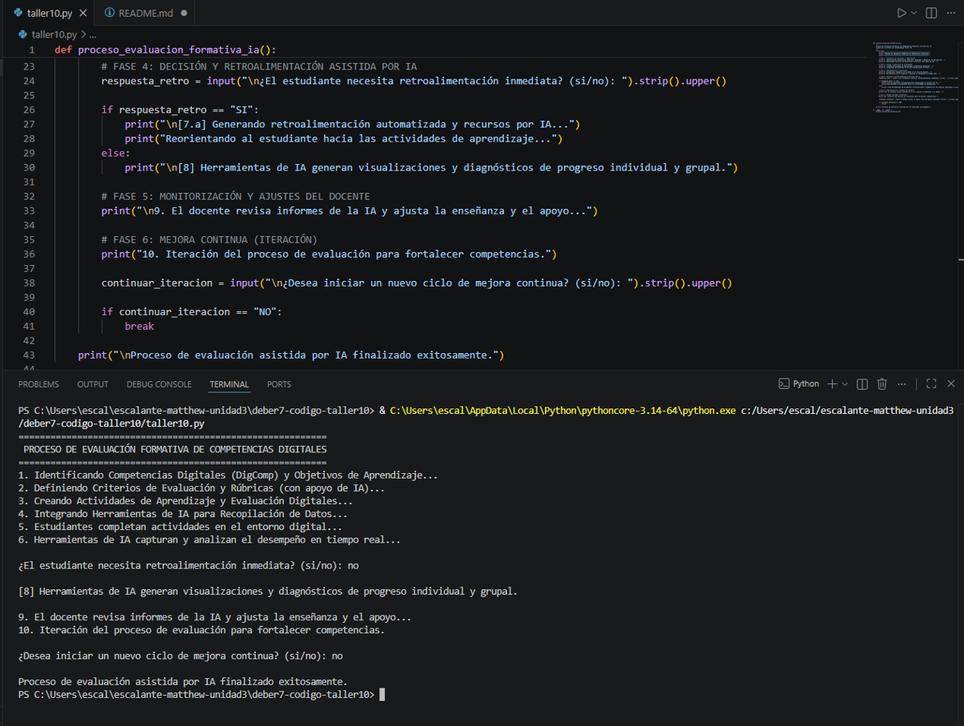 taller10.py
README.md
taller10.py > ...
1 def proceso_evaluacion_formativa_ia():
23 # FASE 4: DECISIÓN Y RETROALIMENTACIÓN ASISTIDA POR IA
24 respuesta_retro = input("\n¿El estudiante necesita retroalimentación inmediata? (si/no): ").strip().upper()
25
26 if respuesta_retro == "SI":
27 print("\n[7.a] Generando retroalimentación automatizada y recursos por IA...")
28 print("Reorientando al estudiante hacia las actividades de aprendizaje...")
29 else:
30 print("\n[8] Herramientas de IA generan visualizaciones y diagnósticos de progreso individual y grupal.")
31
32 # FASE 5: MONITORIZACIÓN Y AJUSTES DEL DOCENTE
33 print("\n9. El docente revisa informes de la IA y ajusta la enseñanza y el apoyo...")
34
35 # FASE 6: MEJORA CONTINUA (ITERACIÓN)
36 print("10. Iteración del proceso de evaluación para fortalecer competencias.")
37
38 continuar_iteracion = input("\n¿Desea iniciar un nuevo ciclo de mejora continua? (si/no): ").strip().upper()
39
40 if continuar_iteracion == "NO":
41 break
42
43 print("\nProceso de evaluación asistida por IA finalizado exitosamente.")
44
PROBLEMS OUTPUT DEBUG CONSOLE TERMINAL PORTS
Python
PS C:\Users\escal\escalante-matthew-unidad3\deber7-codigo-taller10> & C:\Users\escal\AppData\Local\Python\pythoncore-3.14-64\python.exe c:/Users/escal/escalante-matthew-unidad3
/deber7-codigo-taller10/taller10.py
====================================================
PROCESO DE EVALUACIÓN FORMATIVA DE COMPETENCIAS DIGITALES
====================================================
1. Identificando Competencias Digitales (DigComp) y Objetivos de Aprendizaje...
2. Definiendo Criterios de Evaluación y Rúbricas (con apoyo de IA)...
3. Creando Actividades de Aprendizaje y Evaluación Digitales...
4. Integrando Herramientas de IA para Recopilación de Datos...
5. Estudiantes completan actividades en el entorno digital...
6. Herramientas de IA capturan y analizan el desempeño en tiempo real...
¿El estudiante necesita retroalimentación inmediata? (si/no): no
[8] Herramientas de IA generan visualizaciones y diagnósticos de progreso individual y grupal.
9. El docente revisa informes de la IA y ajusta la enseñanza y el apoyo...
10. Iteración del proceso de evaluación para fortalecer competencias.
¿Desea iniciar un nuevo ciclo de mejora continua? (si/no): no
Proceso de evaluación asistida por IA finalizado exitosamente.
PS C:\Users\escal\escalante-matthew-unidad3\deber7-codigo-taller10>